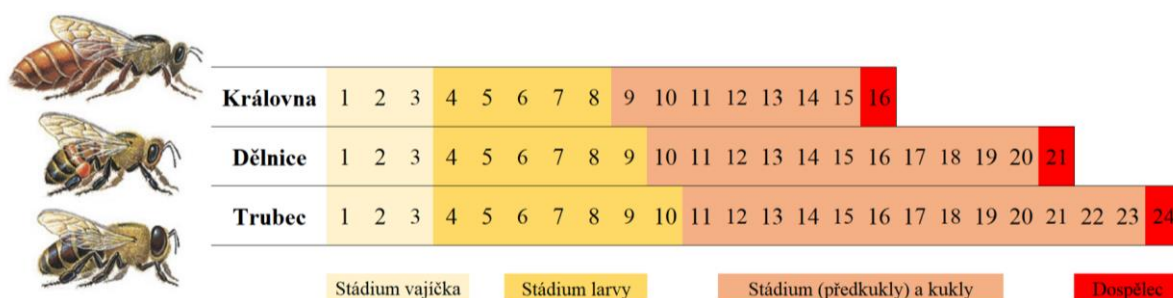 Královna 1 2 3 4 5 6 7 8 9 10 11 12 13 14 15 16
Dělnice 1 2 3 4 5 6 7 8 9 10 11 12 13 14 15 16 17 18 19 20 21
Trubec 1 2 3 4 5 6 7 8 9 10 11 12 13 14 15 16 17 18 19 20 21 22 23 24
Stádium vajíčka Stádium larvy Stádium (předkukly) a kukly Dospělec